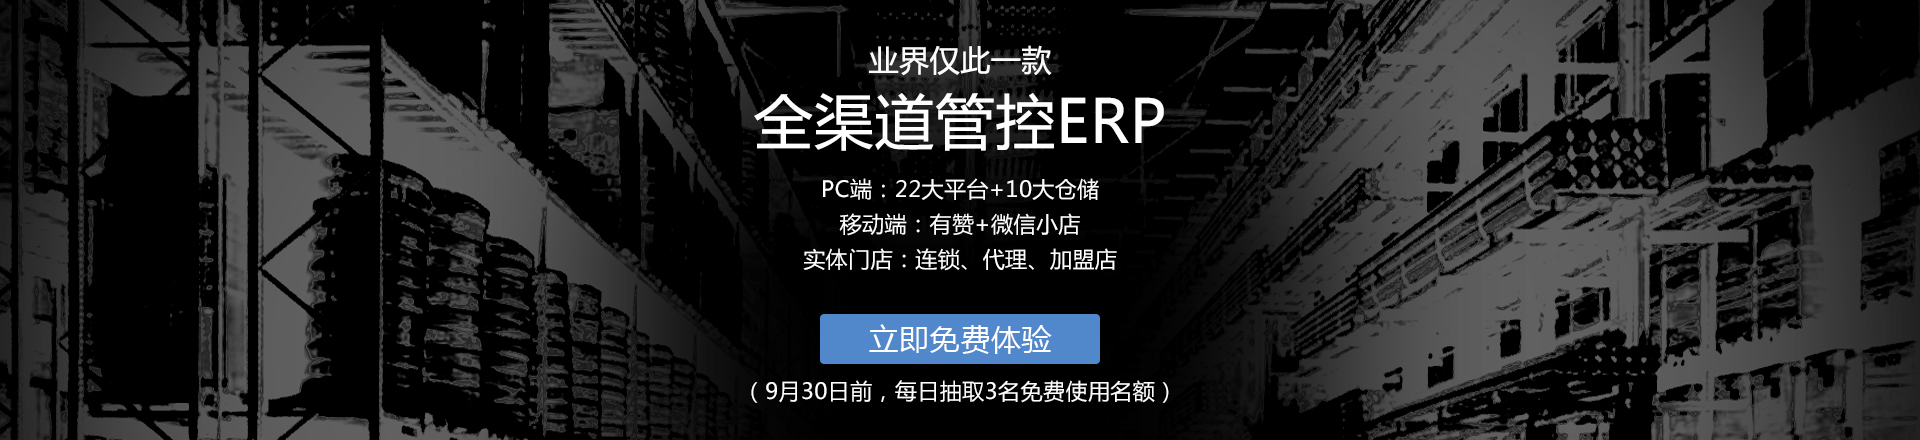 业界仅此一款
全渠道管控ERP
PC端：22大平台+10大仓储
移动端：有赞+微信小店
实体门店：连锁、代理、加盟店
立即免费体验
（9月30日前，每日抽取3名免费使用名额）